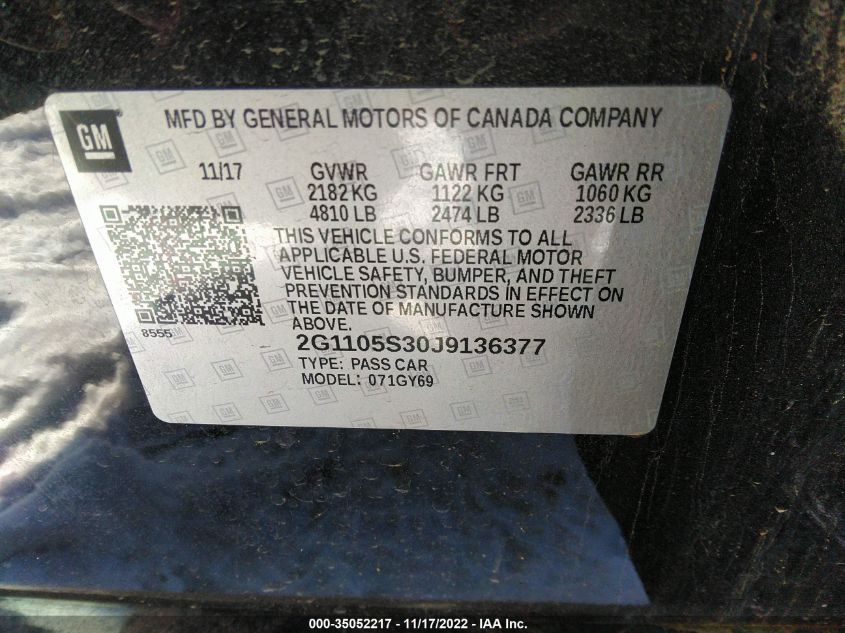 GM
MFD BY GENERAL MOTORS OF CANADA COMPANY
11/17 GVWR GAWR FRT GAWR RR
2182 KG 1122 KG 1060 KG
4810 LB 2474 LB 2336 LB
THIS VEHICLE CONFORMS TO ALL
APPLICABLE U.S. FEDERAL MOTOR
VEHICLE SAFETY, BUMPER, AND THEFT
PREVENTION STANDARDS IN EFFECT ON
THE DATE OF MANUFACTURE SHOWN
ABOVE.
8555
2G1105S30J9136377
TYPE: PASS CAR
MODEL: 071GY69
000-35052217 - 11/17/2022 - IAA Inc.